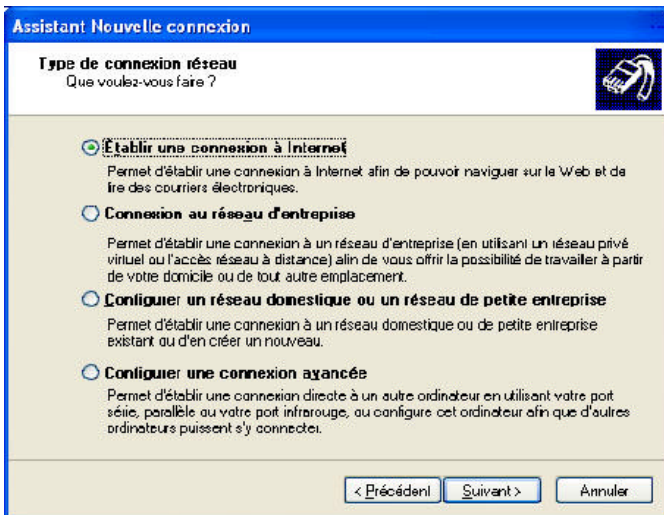 Assistant Nouvelle connexion
Type de connexion réseau
Que voulez-vous faire ?
Établir une connexion à Internet
Permet d'établir une connexion à Internet afin de pouvoir naviguer sur le Web et de
lire des courriers électroniques.
Connexion au réseau d'entreprise
Permet d'établir une connexion à un réseau d'entreprise (en utilisant un réseau privé
virtuel ou l'accès réseau à distance) afin de vous offrir la possibilité de travailler à partir
de votre domicile ou de tout autre emplacement.
Configurer un réseau domestique ou un réseau de petite entreprise
Permet d'établir une connexion à un réseau domestique ou de petite entreprise
existant ou d'en créer un nouveau.
Configurer une connexion avancée
Permet d'établir une connexion directe à un autre ordinateur en utilisant votre port
série, parallèle ou votre port infrarouge, ou configure cet ordinateur afin que d'autres
ordinateurs puissent s'y connecter.
< Précédent Suivant > Annuler